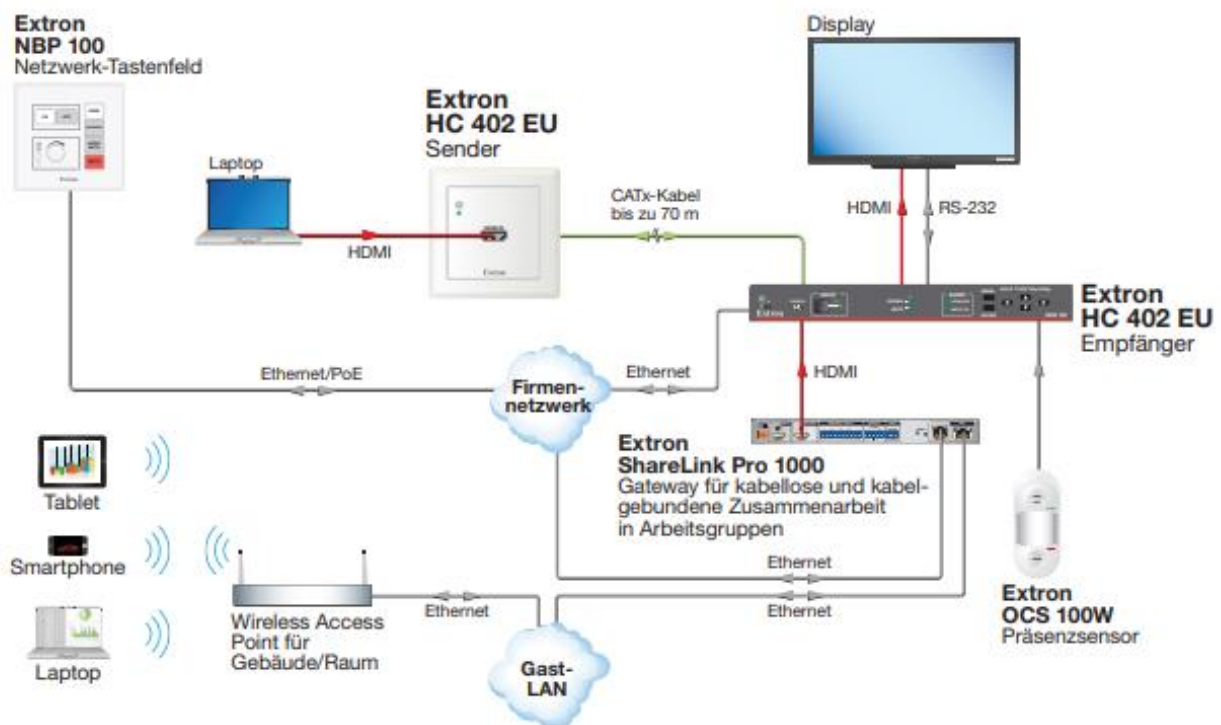 Extron
NBP 100
Netzwerk-Tastenfeld
Extron
HC 402 EU
Sender
Laptop
HDMI
CATx-Kabel
bis zu 70 m
Display
HDMI
RS-232
Extron
HC 402 EU
Empfänger
Ethernet/PoE
Firmen-
netzwerk
Ethernet
HDMI
Extron
ShareLink Pro 1000
Gateway für kabellose und kabel-
gebundene Zusammenarbeit
in Arbeitsgruppen
Tablet
Smartphone
Laptop
Wireless Access
Point für
Gebäude/Raum
Ethernet
Gast-
LAN
Ethernet
Ethernet
Extron
OCS 100W
Präsenzsensor
Extron
Extron
Extron